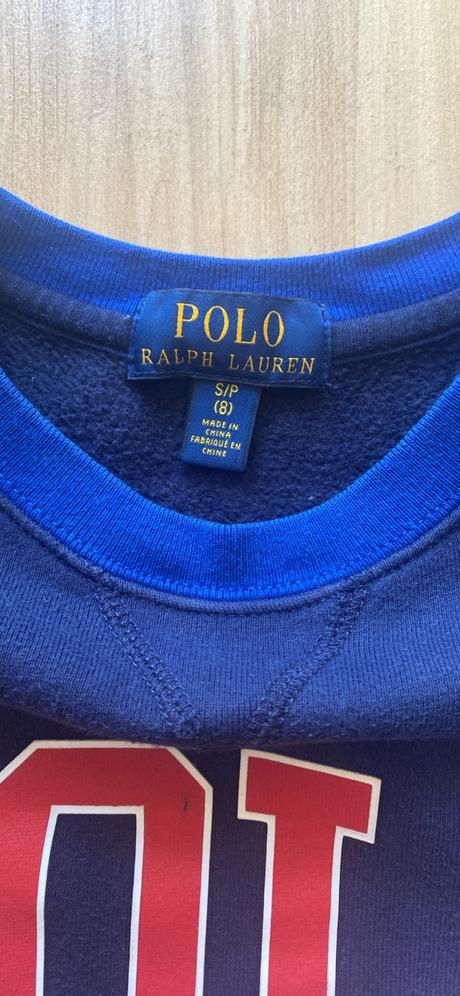 POLO
RALPH LAUREN
S/P
(8)
MADE IN
CHINA
FABRIQUÉ EN
CHINE